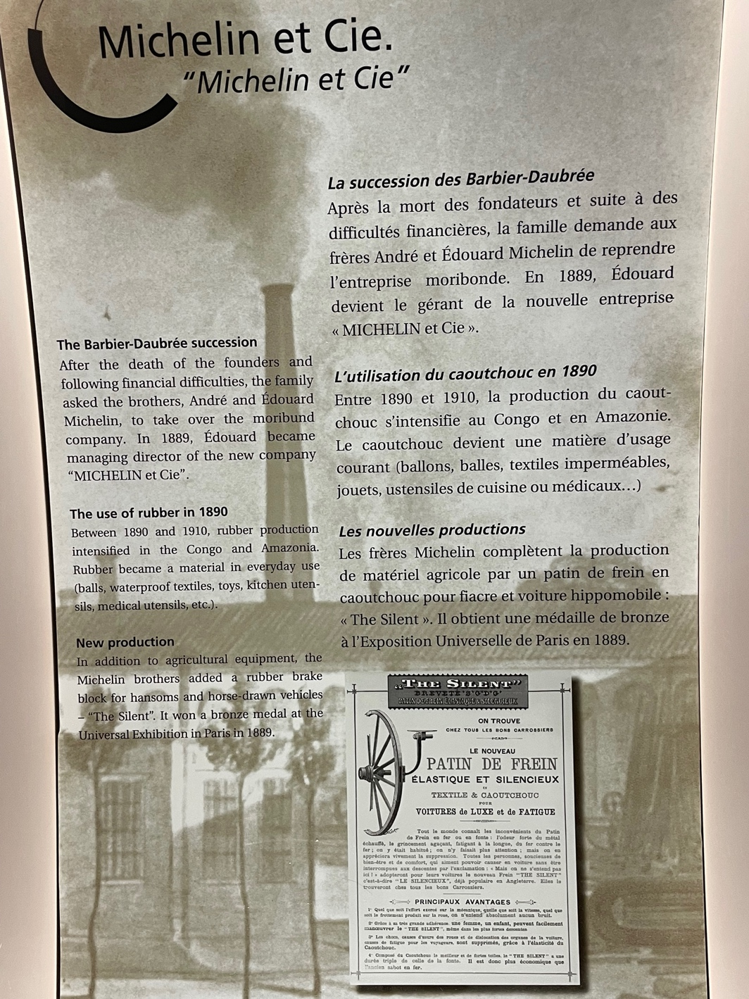 Michelin et Cie.
“Michelin et Cie”
La succession des Barbier-Daubrée
Après la mort des fondateurs et suite à des
difficultés financières, la famille demande aux
frères André et Édouard Michelin de reprendre
l’entreprise moribonde. En 1889, Édouard
devient le gérant de la nouvelle entreprise
« MICHELIN et Cie ».
L’utilisation du caoutchouc en 1890
Entre 1890 et 1910, la production du caout-
chouc s’intensifie au Congo et en Amazonie.
Le caoutchouc devient une matière d’usage
courant (ballons, balles, textiles imperméables,
jouets, ustensiles de cuisine ou médicaux…)
Les nouvelles productions
Les frères Michelin complètent la production
de matériel agricole par un patin de frein en
caoutchouc pour fiacre et voiture hippomobile :
« The Silent ». Il obtient une médaille de bronze
à l’Exposition Universelle de Paris en 1889.
The Barbier-Daubrée succession
After the death of the founders and
following financial difficulties, the family
asked the brothers, André and Édouard
Michelin, to take over the moribund
company. In 1889, Édouard became
managing director of the new company
“MICHELIN et Cie”.
The use of rubber in 1890
Between 1890 and 1910, rubber production
intensified in the Congo and Amazonia.
Rubber became a material in everyday use
(balls, waterproof textiles, toys, kitchen uten-
sils, medical utensils, etc.).
New production
In addition to agricultural equipment, the
Michelin brothers added a rubber brake
block for hansoms and horse-drawn vehicles
– “The Silent”. It won a bronze medal at the
Universal Exhibition in Paris in 1889.
„THE SILENT”
BREVETÉ S.G.D.G.
PATIN DE FREIN ÉLASTIQUE & SILENCIEUX
ON TROUVE
CHEZ TOUS LES BONS CARROSSIERS
LE NOUVEAU
PATIN DE FREIN
ÉLASTIQUE ET SILENCIEUX
EN
TEXTILE & CAOUTCHOUC
POUR
VOITURES de LUXE et de FATIGUE
Tout le monde connaît les inconvénients du Patin
de Frein en fer ou en fonte : l’odeur forte du métal
échauffé, le grincement agaçant, fatigant à la longue, du fer contre le
fer ; on y était habitué ; on n’y faisait plus attention ; mais on en
appréciera vivement la suppression. Toutes les personnes, soucieuses de
bien-être et de confort, qui aiment pouvoir causer en voiture sans être
interrompues aux descentes par l’exclamation : « Mais on ne s’entend pas
ici ! » adopteront pour leurs voitures le nouveau Frein “THE SILENT”
c’est-à-dire “LE SILENCIEUX”, déjà populaire en Angleterre. Elles le
trouveront chez tous les bons Carrossiers.
PRINCIPAUX AVANTAGES
1° Quel que soit l’effort exercé sur la mécanique, quelle que soit la vitesse, quel que
soit le frottement produit sur la roue, on n’entend absolument aucun bruit.
2° Grâce à sa très grande adhérence, une femme, un enfant, peuvent facilement
manœuvrer le “THE SILENT”, même dans les plus fortes descentes
3° Les chocs, causes d’usure des roues et de dislocation des organes de la voiture,
causes de fatigue pour les voyageurs, sont supprimés, grâce à l’élasticité du
Caoutchouc.
4° Composé du Caoutchouc le meilleur et de fortes toiles, le “THE SILENT” a une
durée triple de celle de la fonte. Il est donc plus économique que
l’ancien sabot en fer.